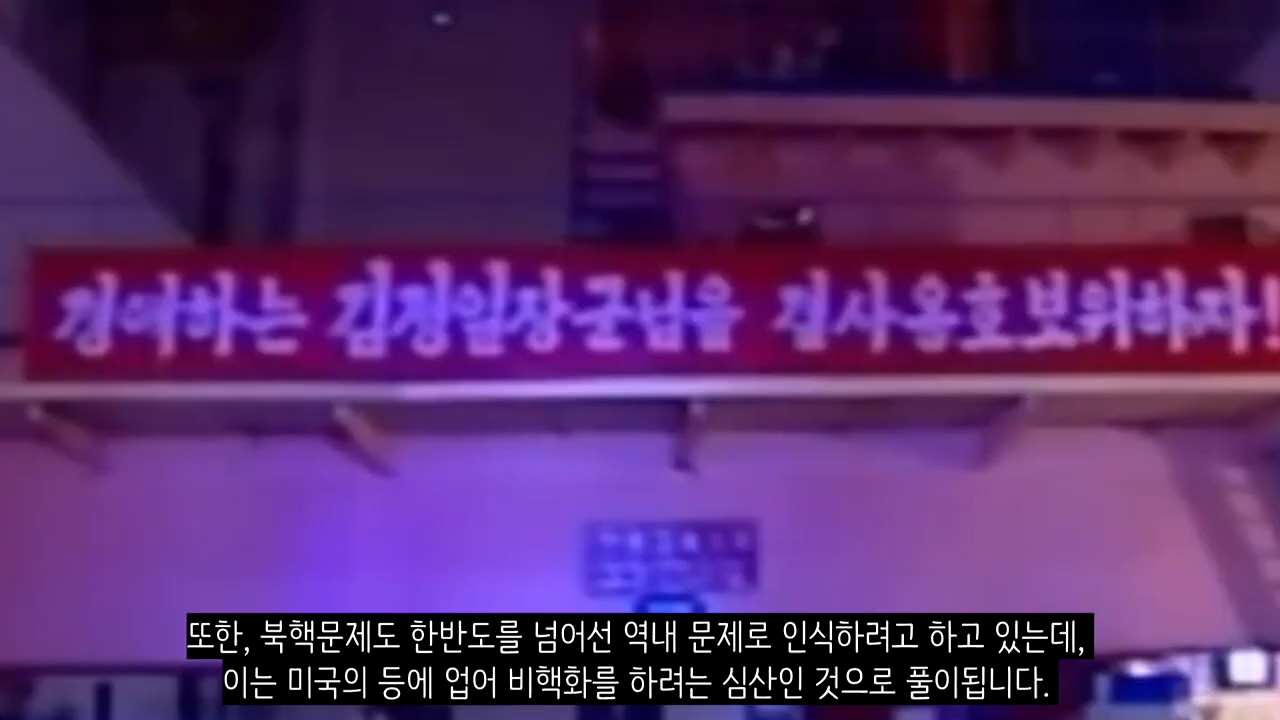 경애하는 김정일장군님을 결사옹호보위하자!
또한, 북핵문제도 한반도를 넘어선 역내 문제로 인식하려고 하고 있는데,
이는 미국의 등에 업어 비핵화를 하려는 심산인 것으로 풀이됩니다.